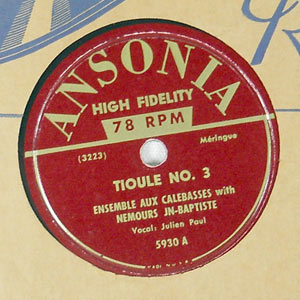 ANSONIA
HIGH FIDELITY
78 RPM
Méringue
(3223)
TIOULE NO. 3
ENSEMBLE AUX CALEBASSES with
NEMOURS JN-BAPTISTE
Vocal: Julien Paul
5930 A